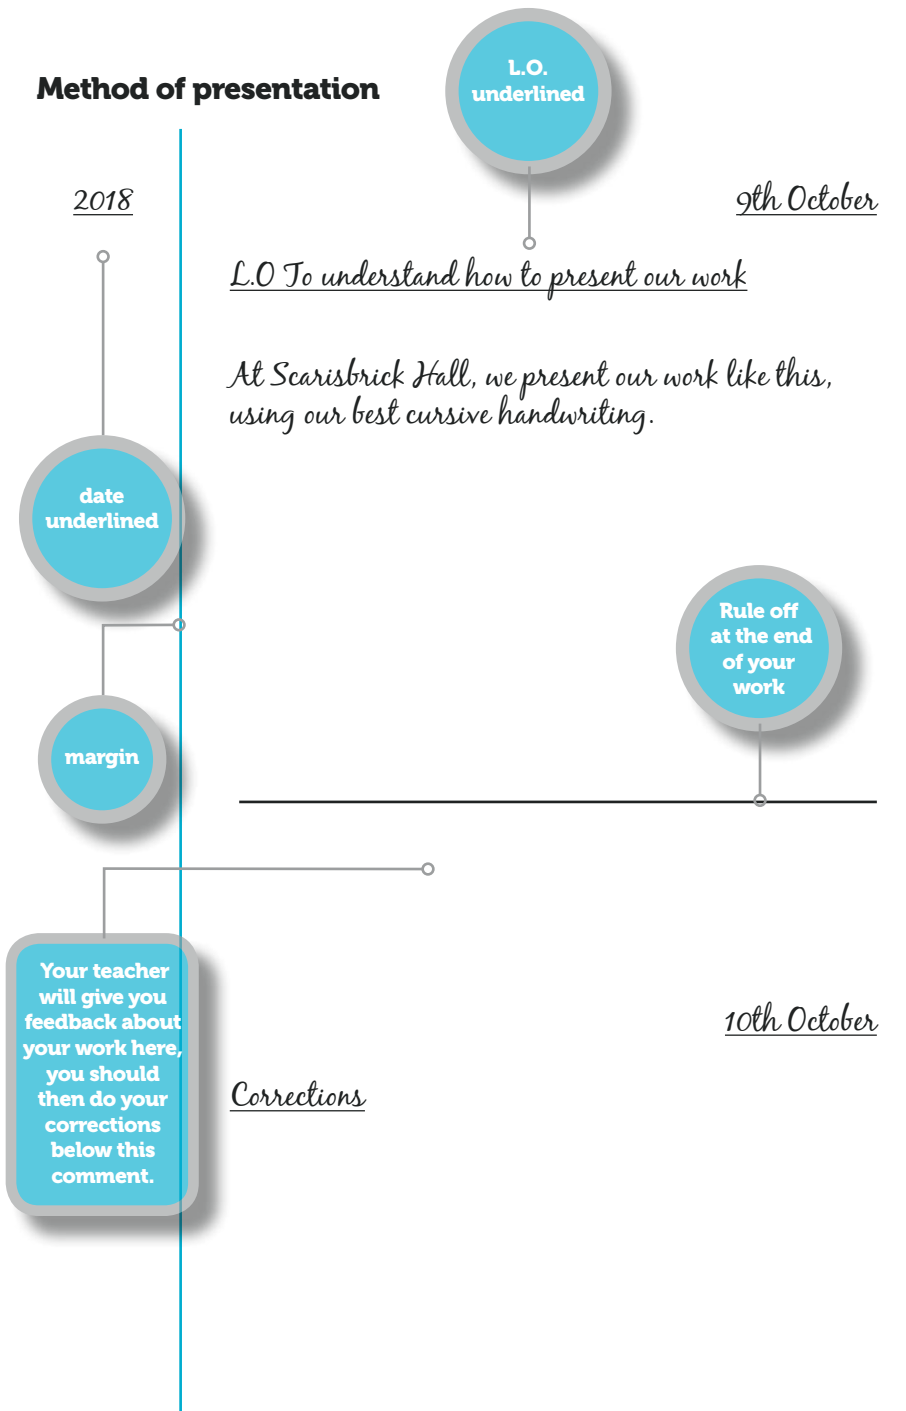 Method of presentation
L.O.
underlined
2018
9th October
L.O To understand how to present our work
At Scarisbrick Hall, we present our work like this,
using our best cursive handwriting.
date
underlined
Rule off
at the end
of your
work
margin
Your teacher
will give you
feedback about
your work here,
you should
then do your
corrections
below this
comment.
10th October
Corrections